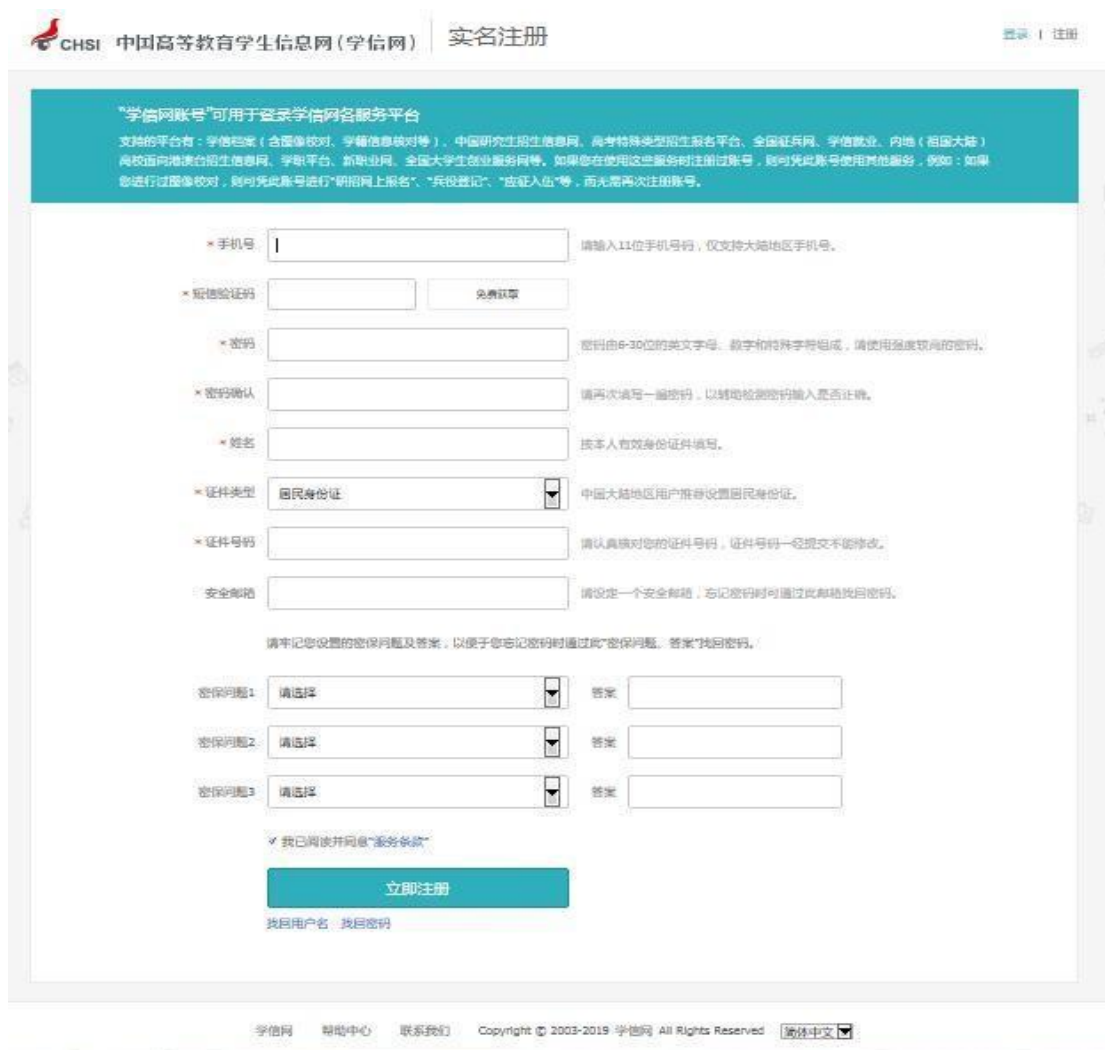 CHSI 中国高等教育学生信息网(学信网) 实名注册 登录 | 注册
"学信网账号"可用于登录学信网各服务平台
支持的平台有：学信档案（含图像校对、学籍信息核对等）、中国研究生招生信息网、高考特殊类型招生报名平台、全国征兵网、学信就业、内地（祖国大陆）
高校面向港澳台招生信息网、学职平台、新职业网、全国大学生创业服务网等。如果您在使用这些服务时注册过账号，则可凭此账号使用其他服务，例如：如果
您进行过图像校对，则可凭此账号进行"研招网上报名"、"兵役登记"、"应征入伍"等，而无需再次注册账号。
* 手机号 请输入11位手机号码，仅支持大陆地区手机号。
* 短信验证码 免费获取
* 密码 密码由6-30位的英文字母、数字和特殊字符组成，请使用强度较高的密码。
* 密码确认 请再次填写一遍密码，以辅助检测密码输入是否正确。
* 姓名 按本人有效身份证件填写。
* 证件类型 居民身份证 中国大陆地区用户推荐设置居民身份证。
* 证件号码 请认真核对您的证件号码，证件号码一经提交不能修改。
安全邮箱 请设定一个安全邮箱，忘记密码时可通过此邮箱找回密码。
请牢记您设置的密保问题及答案，以便于您忘记密码时通过此"密保问题、答案"找回密码。
密保问题1 请选择 答案
密保问题2 请选择 答案
密保问题3 请选择 答案
✓ 我已阅读并同意"服务条款"
立即注册
找回用户名 找回密码
学信网 帮助中心 联系我们 Copyright © 2003-2019 学信网 All Rights Reserved 简体中文